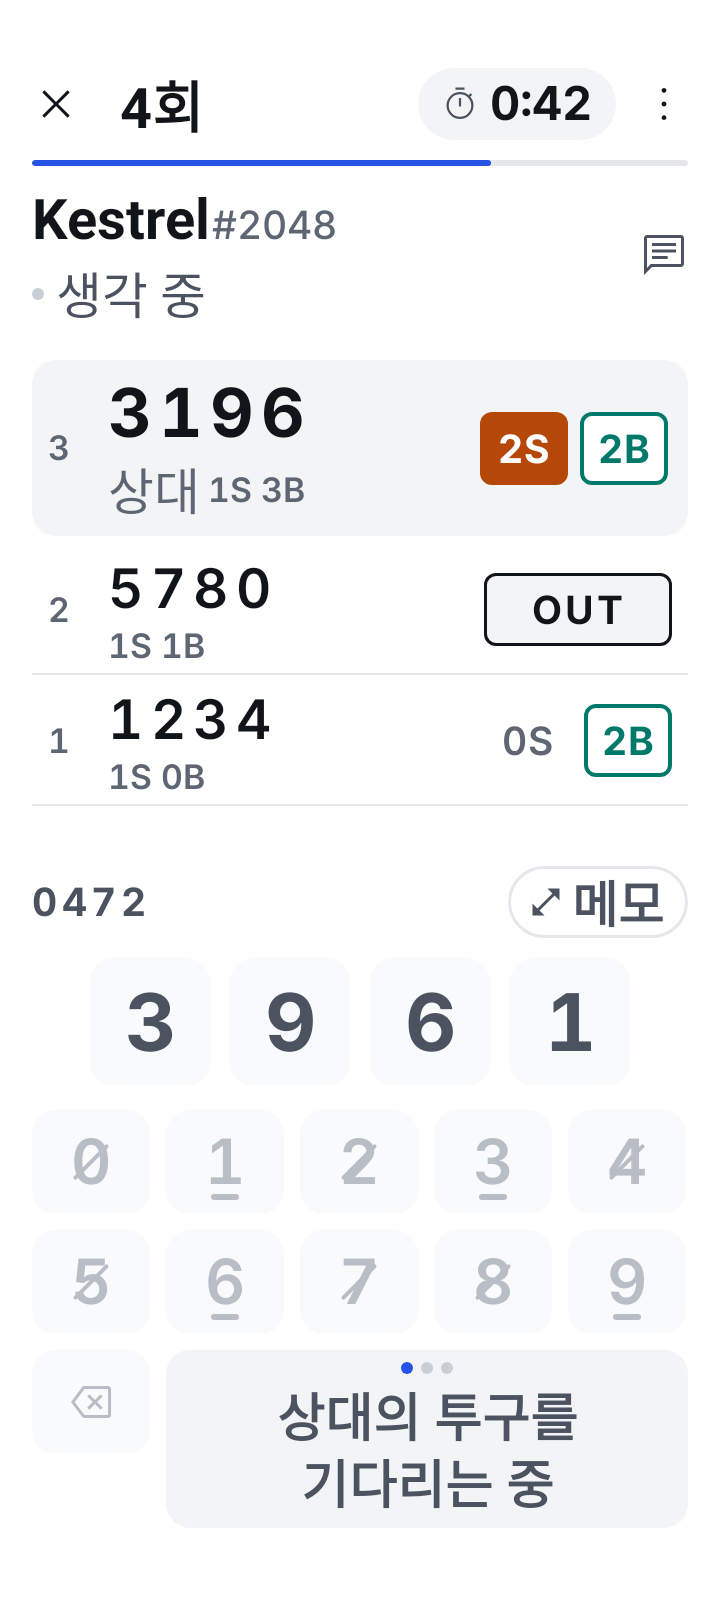 4회 0:42
Kestrel#2048
생각 중
3 3196 2S 2B
상대 1S 3B
2 5780 OUT
1S 1B
1 1234 0S 2B
1S 0B
0472 메모
3 9 6 1
0 1 2 3 4
5 6 7 8 9
상대의 투구를
기다리는 중